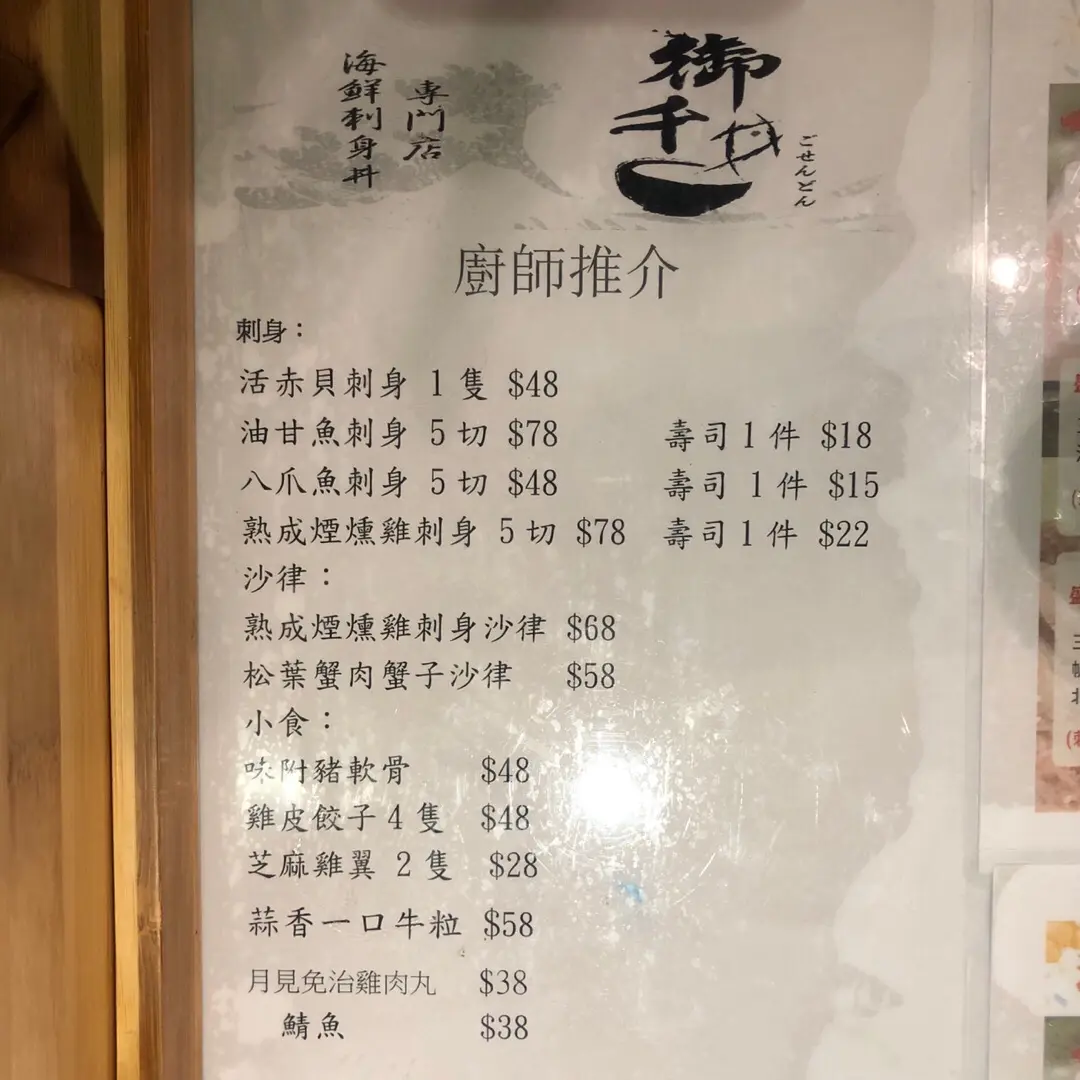 海鮮刺身丼
專門店
御千丼
ごせんどん
廚師推介
刺身：
活赤貝刺身 1 隻 $48
油甘魚刺身 5 切 $78 壽司 1 件 $18
八爪魚刺身 5 切 $48 壽司 1 件 $15
熟成煙燻雞刺身 5 切 $78 壽司 1 件 $22
沙律：
熟成煙燻雞刺身沙律 $68
松葉蟹肉蟹子沙律 $58
小食：
味附豬軟骨 $48
雞皮餃子 4 隻 $48
芝麻雞翼 2 隻 $28
蒜香一口牛粒 $58
月見免治雞肉丸 $38
鯖魚 $38